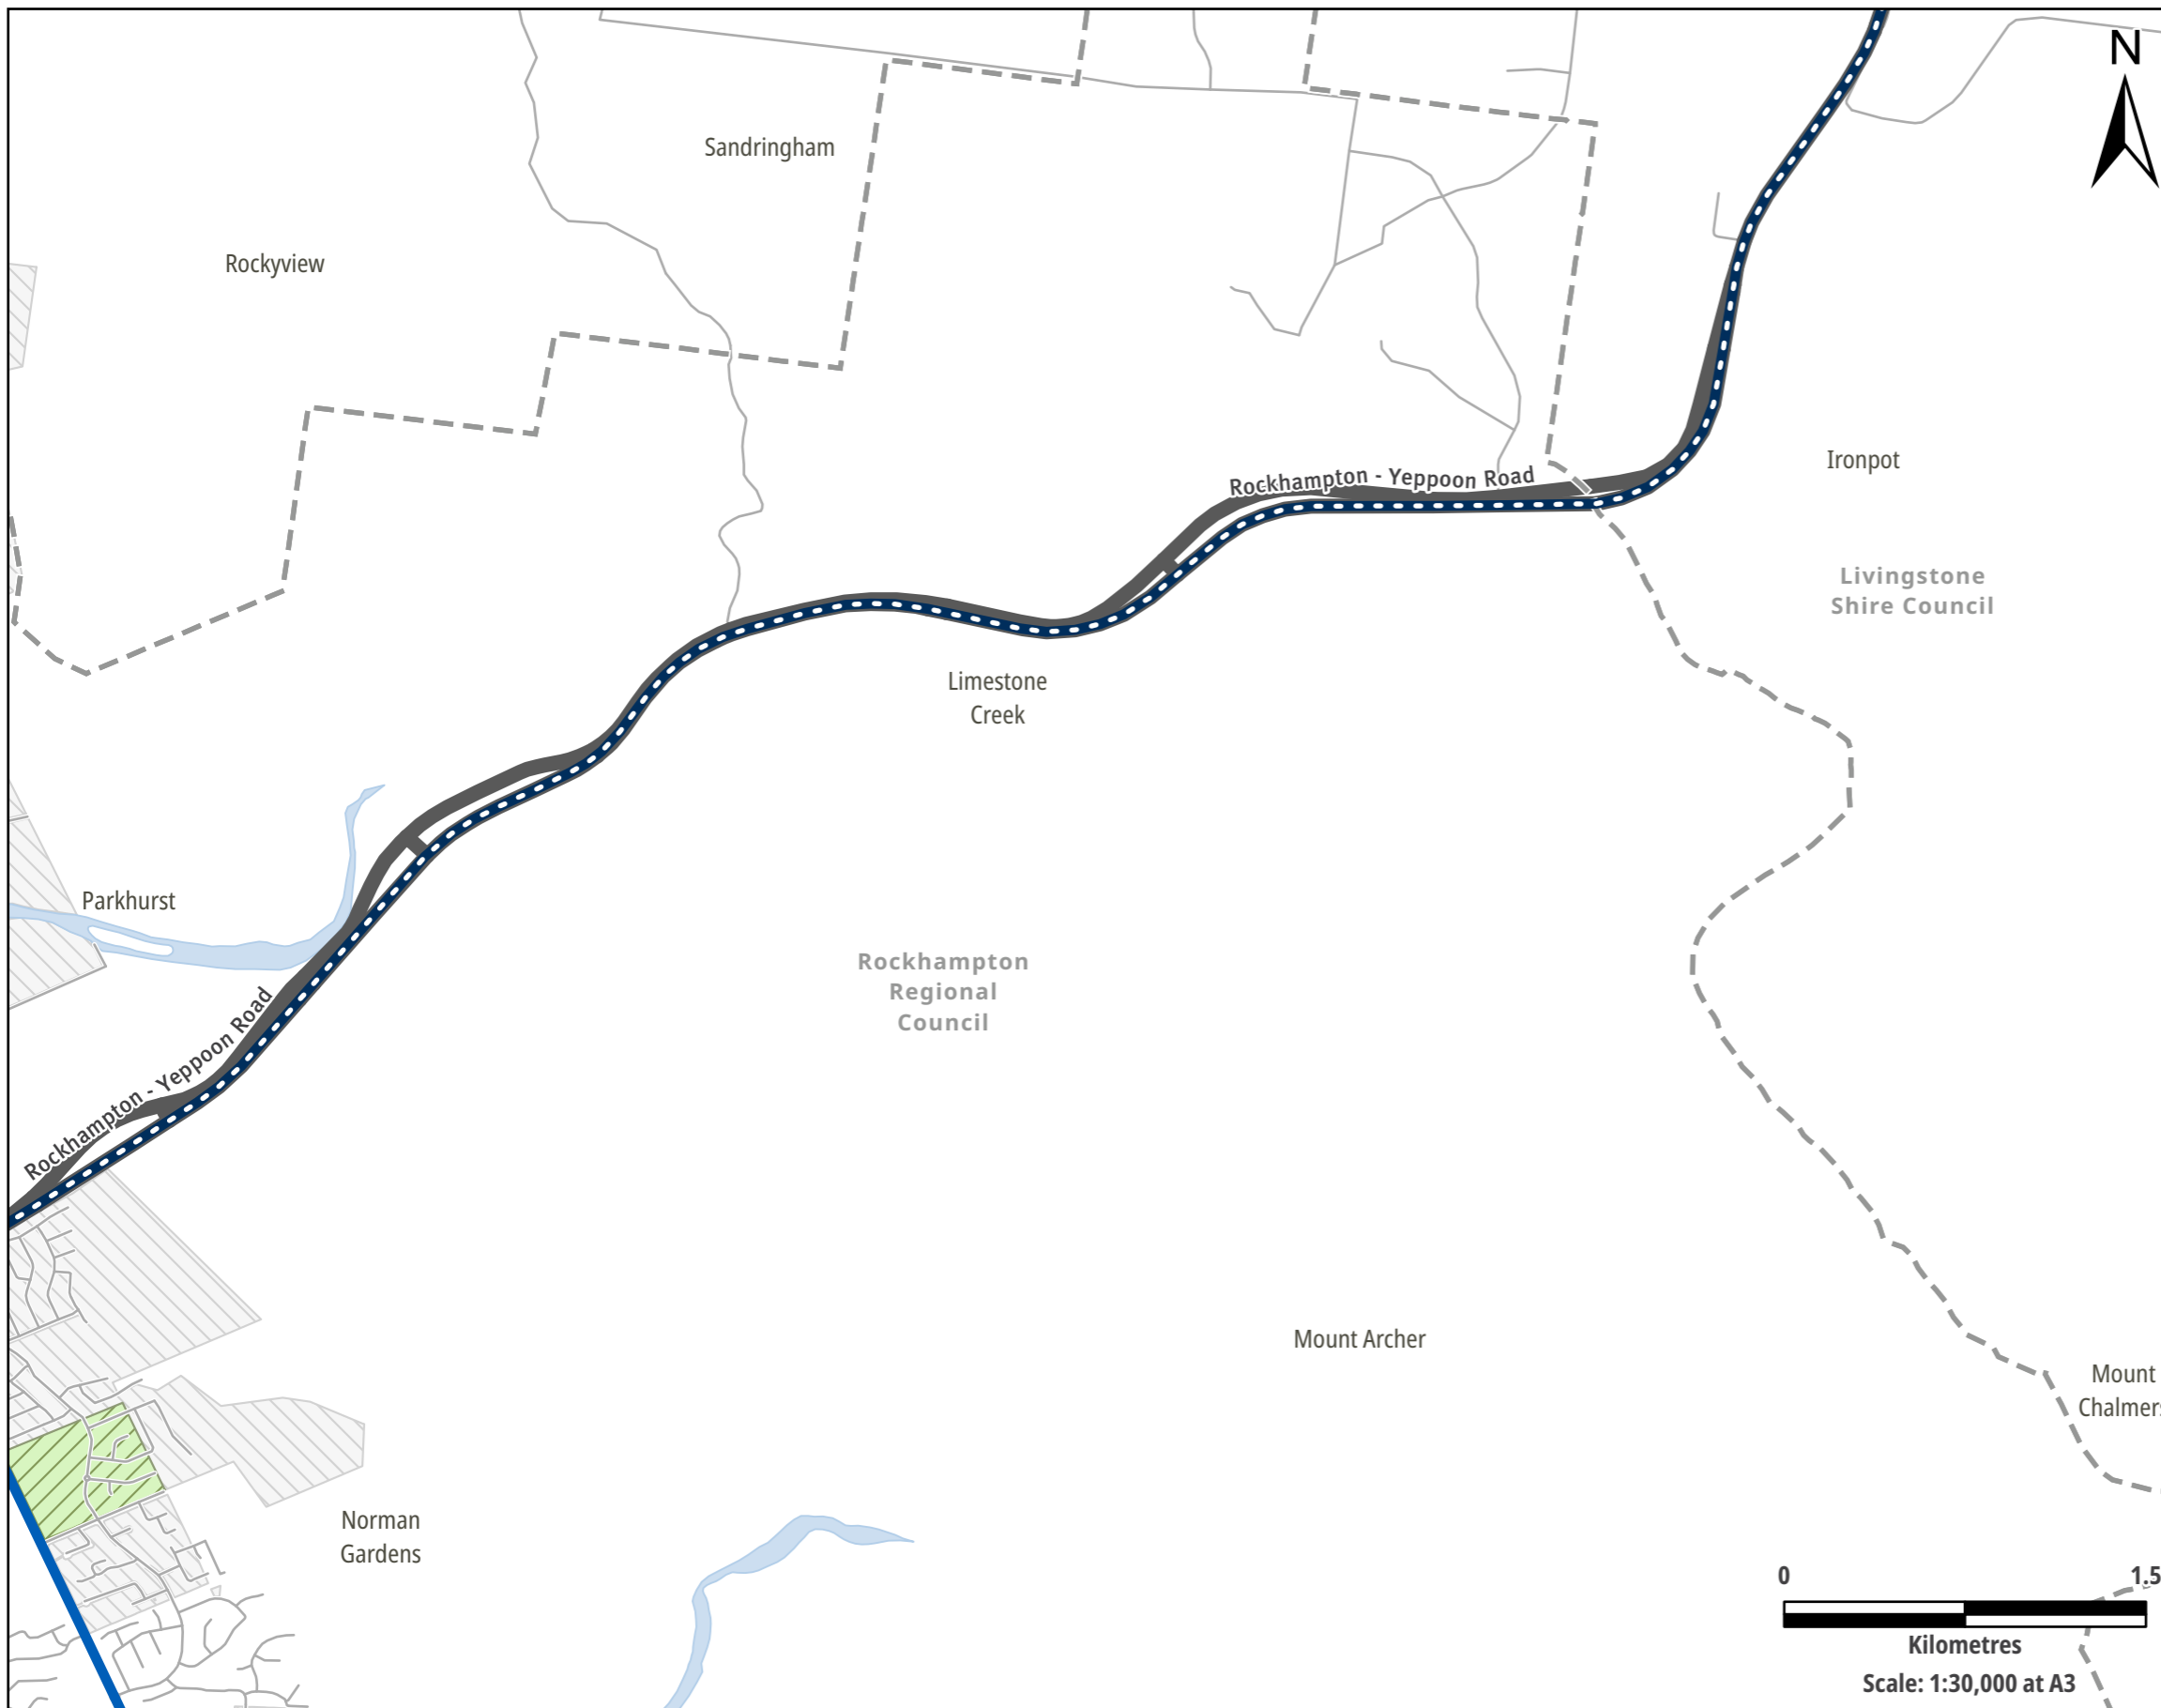 N
Sandringham
Rockyview
Ironpot
Rockhampton - Yeppoon Road
Livingstone
Shire Council
Limestone
Creek
Parkhurst
Rockhampton
Regional
Council
Rockhampton - Yeppoon Road
Mount Archer
Mount
Chalmers
Norman
Gardens
0 1.5
Kilometres
Scale: 1:30,000 at A3